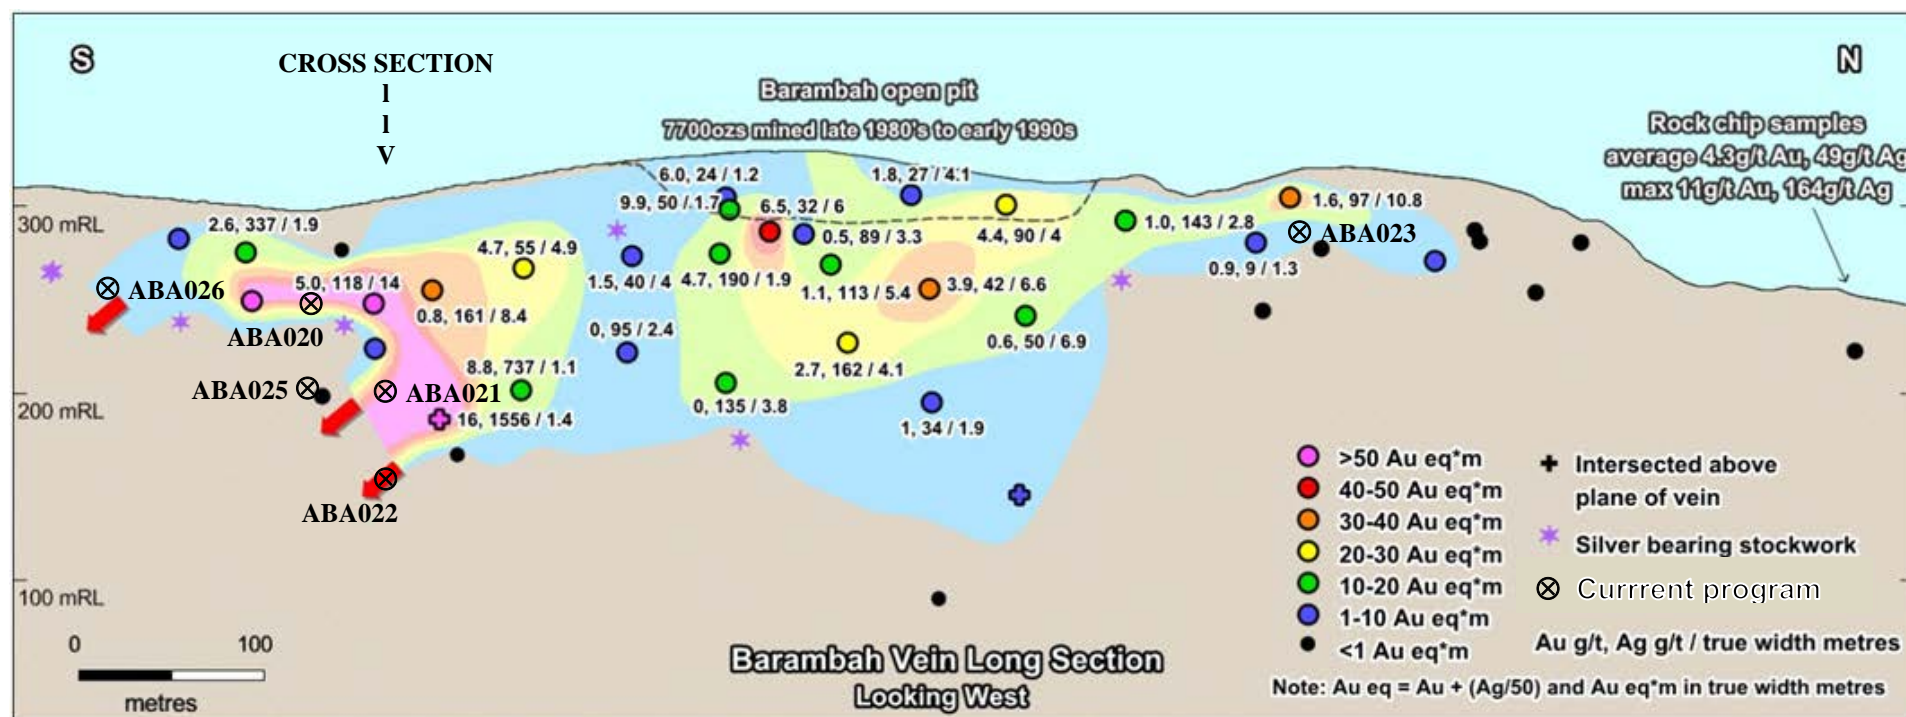 S
CROSS SECTION
l
l
V
N
Barambah open pit
7700ozs mined late 1980's to early 1990s
Rock chip samples
average 4.3g/t Au, 49g/t Ag
max 11g/t Au, 164g/t Ag
6.0, 24 / 1.2
1.8, 27 / 4.1
9.9, 50 / 1.7
6.5, 32 / 6
1.6, 97 / 10.8
300 mRL
2.6, 337 / 1.9
4.7, 55 / 4.9
0.5, 89 / 3.3
4.4, 90 / 4
1.0, 143 / 2.8
ABA023
0.9, 9 / 1.3
ABA026
5.0, 118 / 14
1.5, 40 / 4
4.7, 190 / 1.9
1.1, 113 / 5.4
3.9, 42 / 6.6
0.8, 161 / 8.4
ABA020
0, 95 / 2.4
0.6, 50 / 6.9
8.8, 737 / 1.1
2.7, 162 / 4.1
ABA025
ABA021
200 mRL
16, 1556 / 1.4
0, 135 / 3.8
1, 34 / 1.9
ABA022
100 mRL
0
100
metres
Barambah Vein Long Section
Looking West
>50 Au eq*m
40-50 Au eq*m
30-40 Au eq*m
20-30 Au eq*m
10-20 Au eq*m
1-10 Au eq*m
<1 Au eq*m
Intersected above
plane of vein
Silver bearing stockwork
Currrent program
Au g/t, Ag g/t / true width metres
Note: Au eq = Au + (Ag/50) and Au eq*m in true width metres